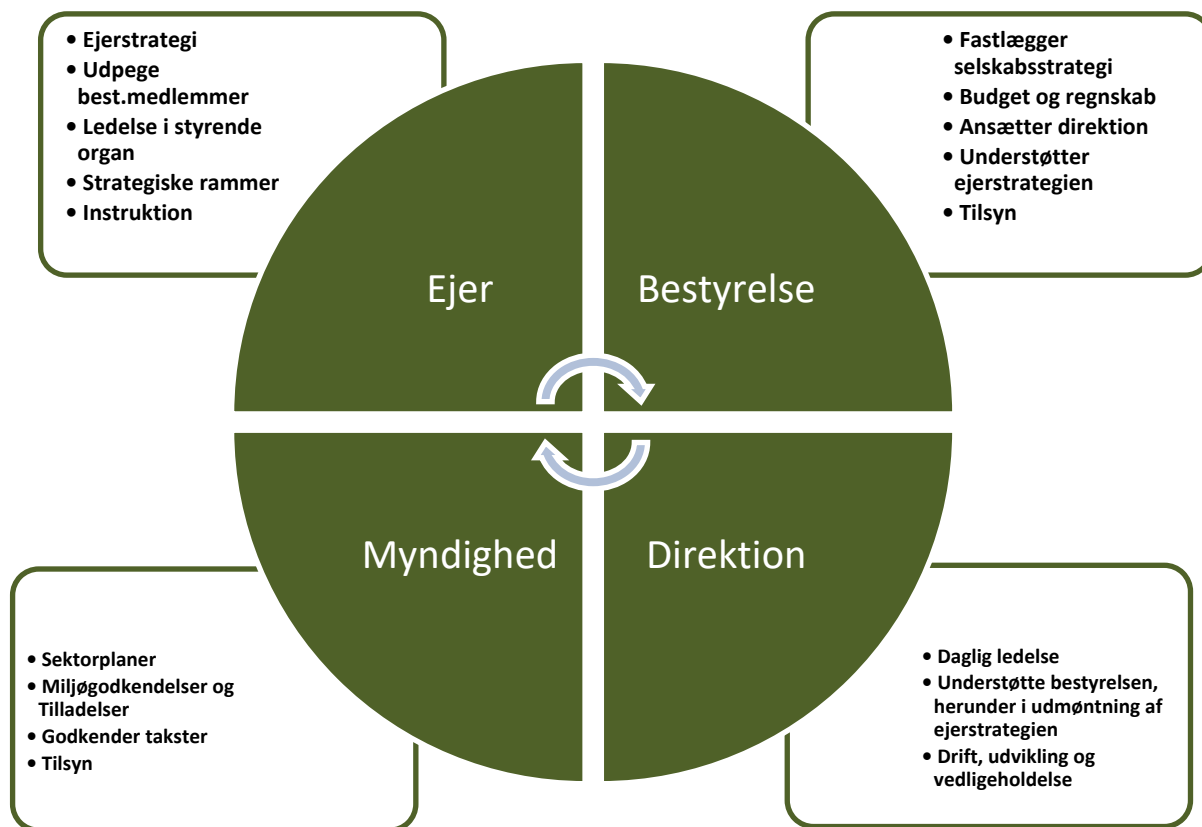 • Ejerstrategi
• Udpege
best.medlemmer
• Ledelse i styrende
organ
• Strategiske rammer
• Instruktion
• Fastlægger
selskabsstrategi
• Budget og regnskab
• Ansætter direktion
• Understøtter
ejerstrategien
• Tilsyn
Ejer
Bestyrelse
Myndighed
Direktion
• Sektorplaner
• Miljøgodkendelser og
Tilladelser
• Godkender takster
• Tilsyn
• Daglig ledelse
• Understøtte bestyrelsen,
herunder i udmøntning af
ejerstrategien
• Drift, udvikling og
vedligeholdelse